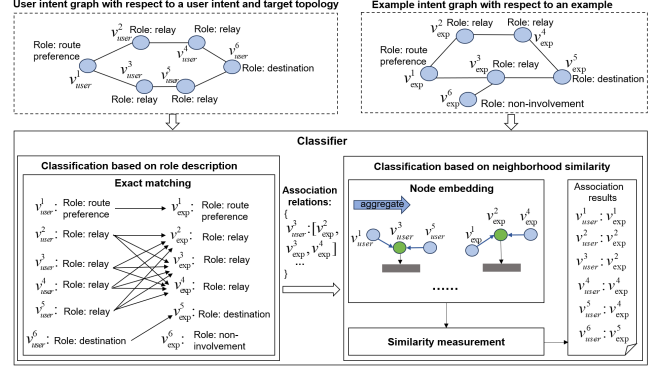 User intent graph with respect to a user intent and target topology
Example intent graph with respect to an example
v²user
Role: relay
Role: relay
v⁴user
v⁶user
Role: route
preference
v¹user
v³user
v⁵user
Role: destination
Role: relay
Role: relay
v²exp
Role: relay
Role: relay
v⁴exp
Role: route
preference
v¹exp
v³exp
Role: relay
v⁵exp
Role: destination
v⁶exp
Role: non-involvement
Classifier
Classification based on role description
Exact matching
v¹user: Role: route
preference
v¹exp: Role: route
preference
v²user: Role: relay
v²exp: Role: relay
v³user: Role: relay
v³exp: Role: relay
v⁴user: Role: relay
v⁴exp: Role: relay
v⁵user: Role: relay
v⁵exp: Role: destination
v⁶user: Role: destination
v⁶exp: Role: non-
involvement
Association
relations:
{
v³user:[v²exp,
v³exp,v⁴exp]
...
}
Classification based on neighborhood similarity
Node embedding
aggregate
v¹user
v³user
v⁵user
v¹exp
v²exp
v⁴exp
......
Similarity measurement
Association
results
v¹user:v¹exp
v²user:v²exp
v³user:v²exp
v⁴user:v⁴exp
v⁵user:v⁴exp
v⁶user:v⁵exp